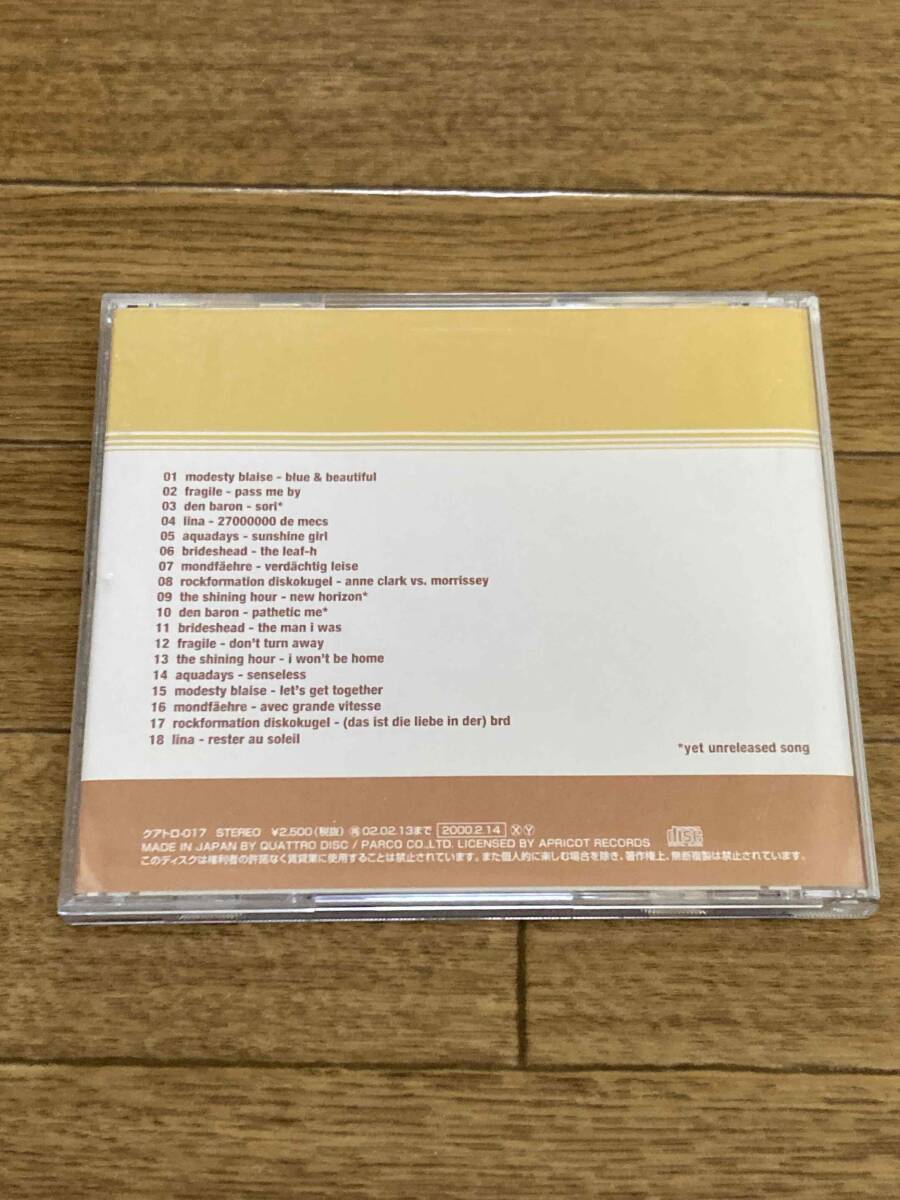 01 modesty blaise - blue & beautiful
02 fragile - pass me by
03 den baron - sori*
04 lina - 27000000 de mecs
05 aquadays - sunshine girl
06 brideshead - the leaf-h
07 mondfäehre - verdächtig leise
08 rockformation diskokugel - anne clark vs. morrissey
09 the shining hour - new horizon*
10 den baron - pathetic me*
11 brideshead - the man i was
12 fragile - don't turn away
13 the shining hour - i won't be home
14 aquadays - senseless
15 modesty blaise - let's get together
16 mondfäehre - avec grande vitesse
17 rockformation diskokugel - (das ist die liebe in der) brd
18 lina - rester au soleil
*yet unreleased song
クアトロ-017 STEREO ¥2,500(税抜) 再02.02.13まで 2000.2.14 X Y
MADE IN JAPAN BY QUATTRO DISC / PARCO CO.,LTD. LICENSED BY APRICOT RECORDS
このディスクは権利者の許諾なく賃貸業に使用することは禁止されています。また個人的に楽しむ場合を除き、著作権上、無断複製は禁止されています。